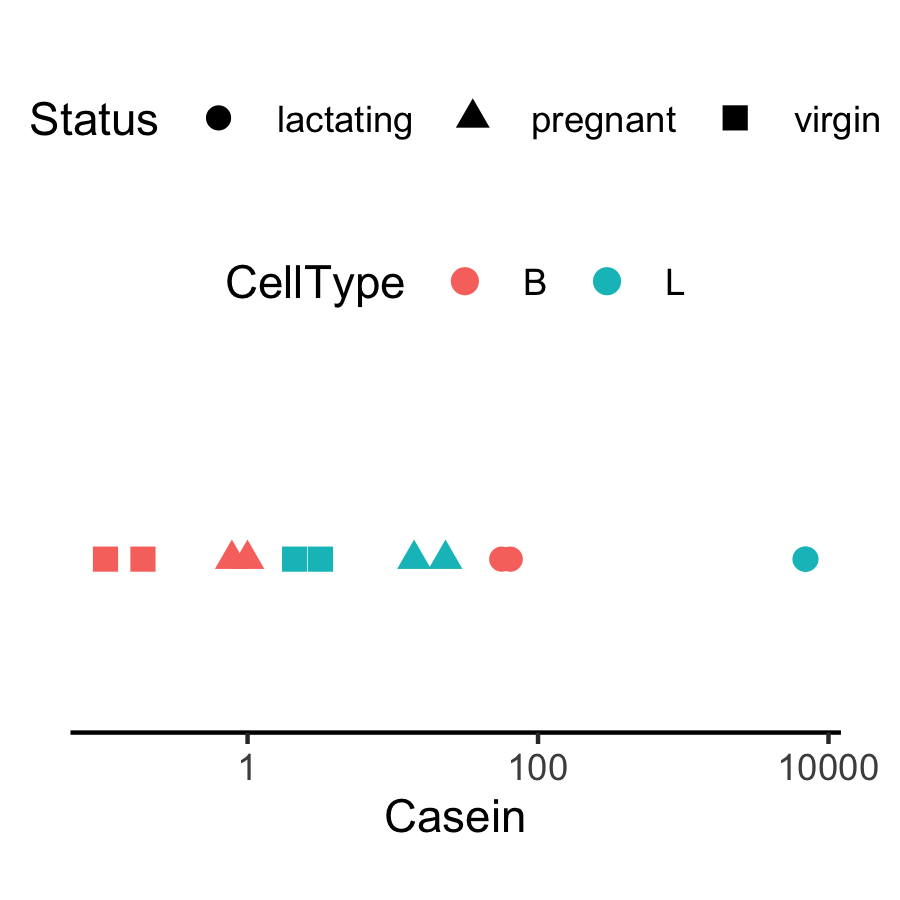 Status lactating pregnant virgin
CellType B L
1 100 10000
Casein